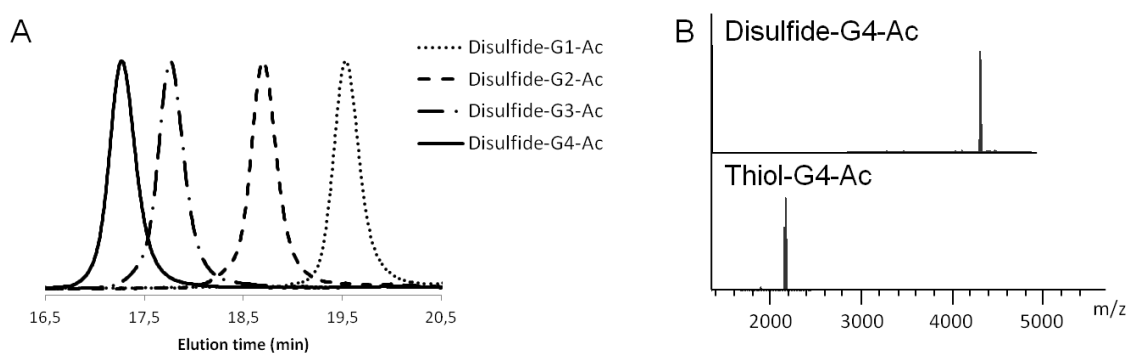 A
Disulfide-G1-Ac
Disulfide-G2-Ac
Disulfide-G3-Ac
Disulfide-G4-Ac
16,5 17,5 18,5 19,5 20,5
Elution time (min)
B
Disulfide-G4-Ac
Thiol-G4-Ac
2000 3000 4000 5000 m/z